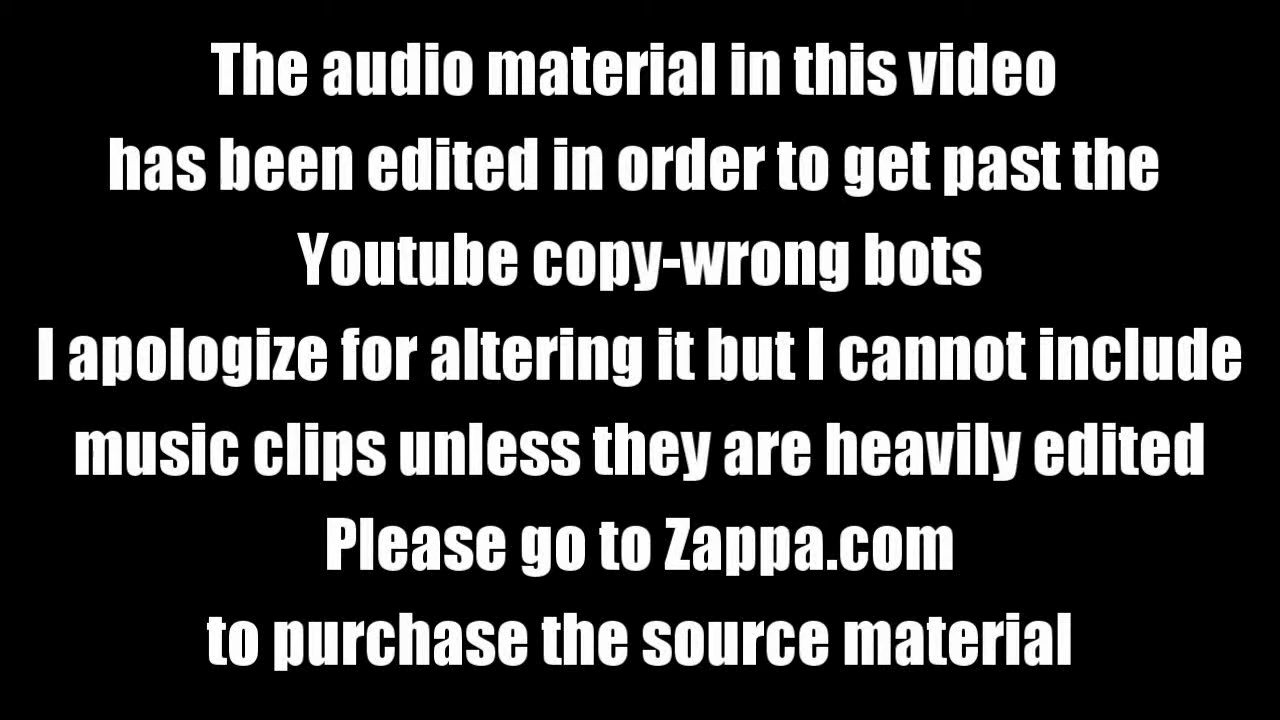 The audio material in this video
has been edited in order to get past the
Youtube copy-wrong bots
I apologize for altering it but I cannot include
music clips unless they are heavily edited
Please go to Zappa.com
to purchase the source material